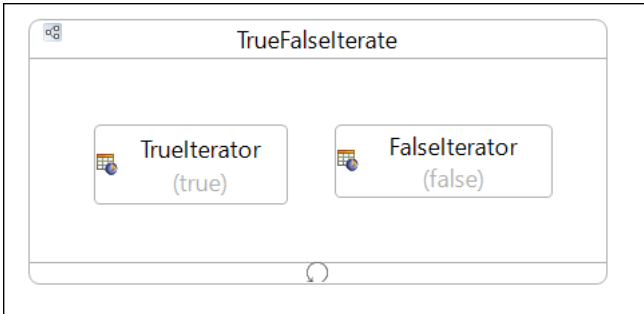 TrueFalseIterate
TrueIterator
(true)
FalseIterator
(false)